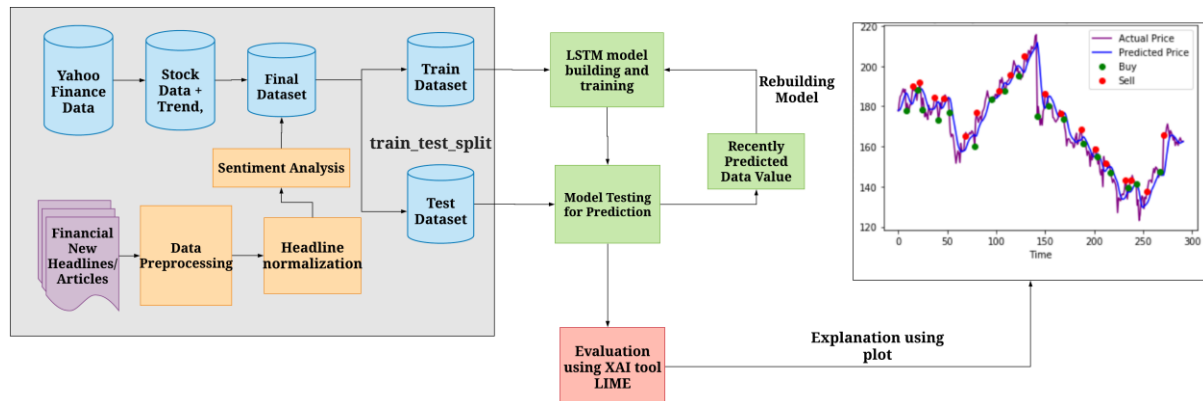 Yahoo
Finance
Data
Stock
Data +
Trend,
Final
Dataset
Train
Dataset
train_test_split
Sentiment Analysis
Test
Dataset
Financial
New
Headlines/
Articles
Data
Preprocessing
Headline
normalization
LSTM model
building and
training
Rebuilding
Model
Recently
Predicted
Data Value
Model Testing
for Prediction
Evaluation
using XAI tool
LIME
Explanation using
plot
Actual Price
Predicted Price
Buy
Sell
220
200
180
160
140
120
0
50
100
150
200
250
300
Time